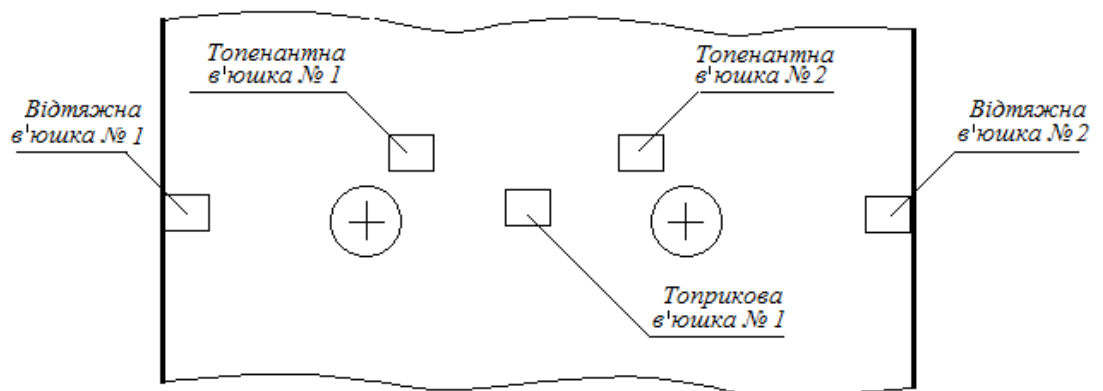 Топенантна
в'юшка № 1
Топенантна
в'юшка № 2
Відтяжна
в'юшка № 1
Відтяжна
в'юшка № 2
Топрикова
в'юшка № 1